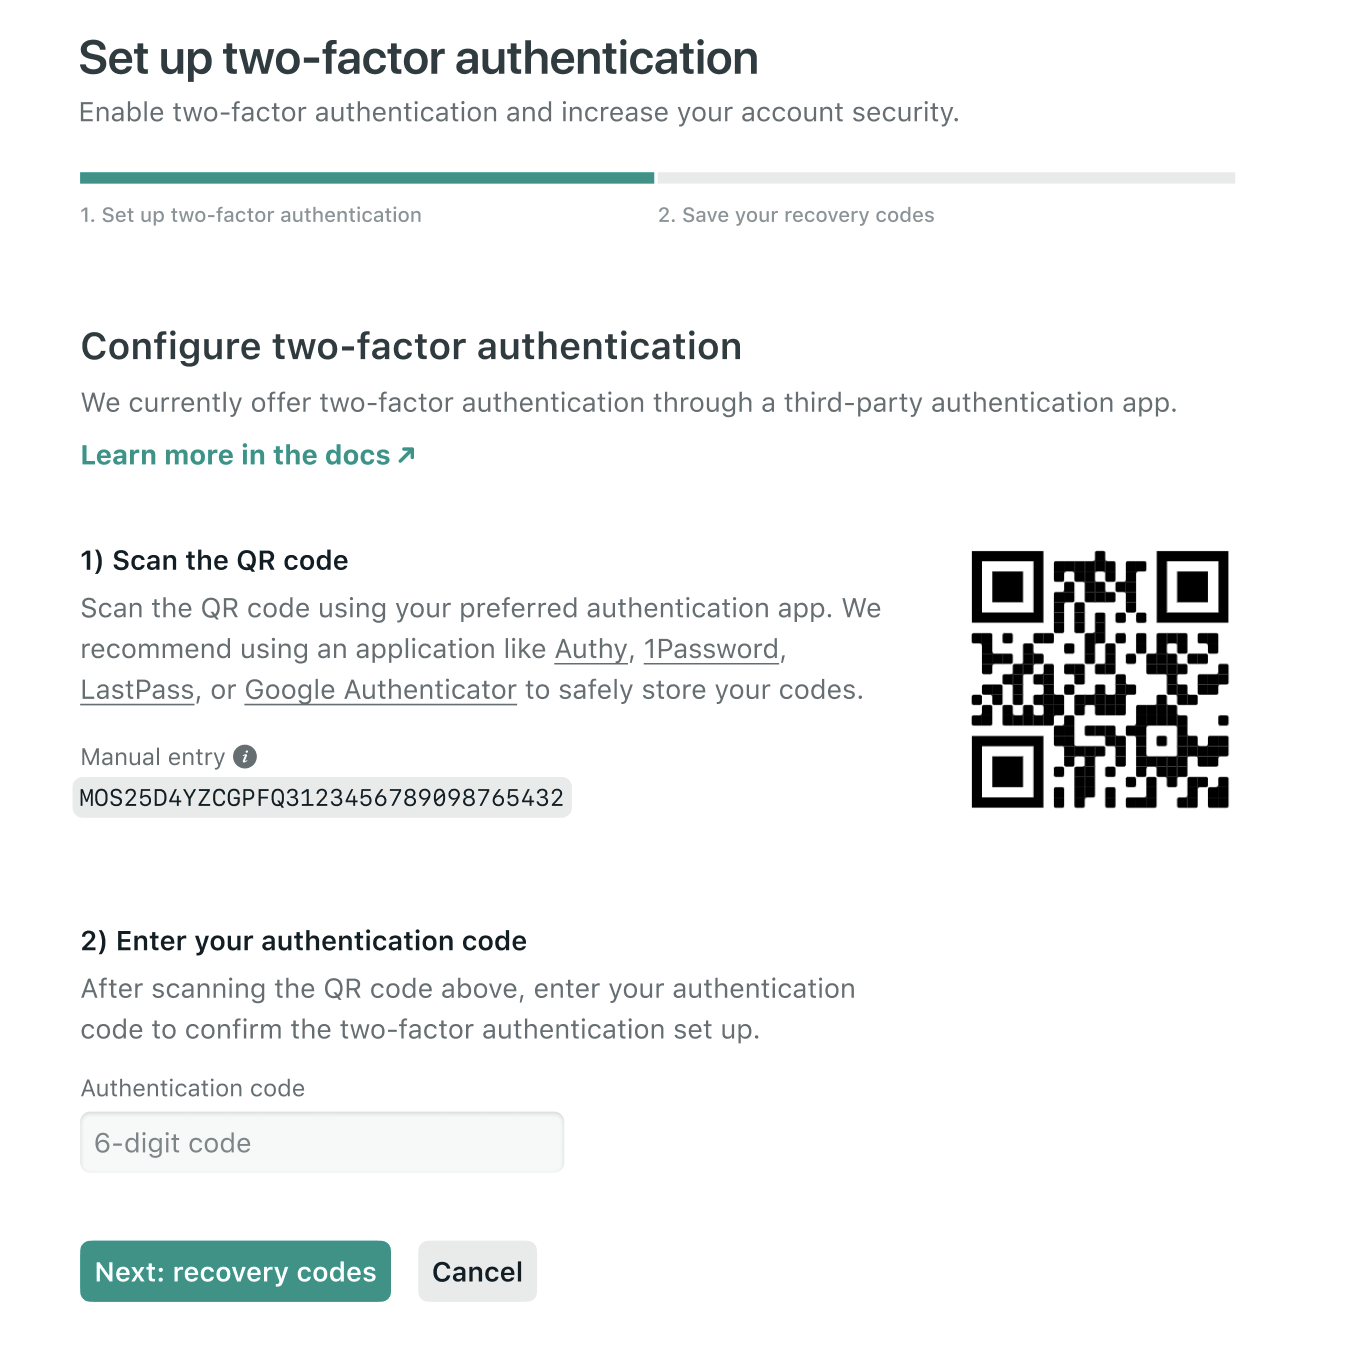 Set up two-factor authentication
Enable two-factor authentication and increase your account security.
1. Set up two-factor authentication
2. Save your recovery codes
Configure two-factor authentication
We currently offer two-factor authentication through a third-party authentication app.
Learn more in the docs ↗
1) Scan the QR code
Scan the QR code using your preferred authentication app. We
recommend using an application like Authy, 1Password,
LastPass, or Google Authenticator to safely store your codes.
Manual entry i
MOS25D4YZCGPFQ3123456789098765432
2) Enter your authentication code
After scanning the QR code above, enter your authentication
code to confirm the two-factor authentication set up.
Authentication code
6-digit code
Next: recovery codes
Cancel